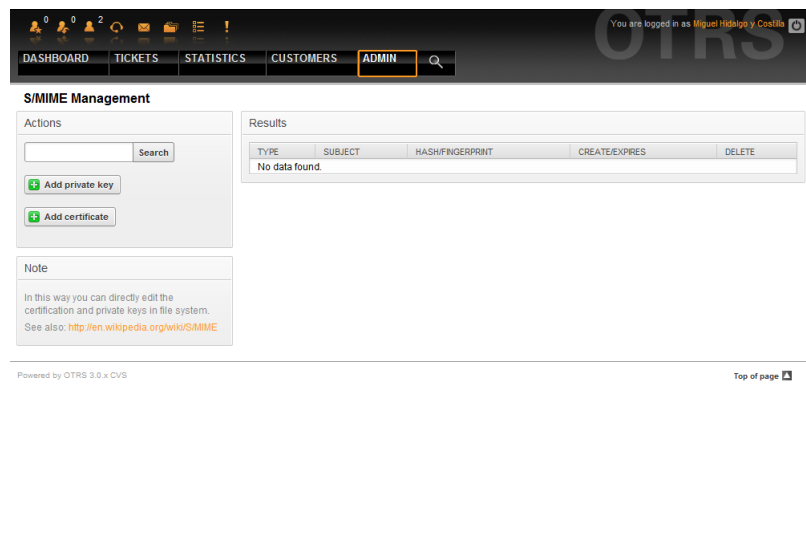 0 0 2
You are logged in as Miguel Hidalgo y Costilla
OTRS
DASHBOARD TICKETS STATISTICS CUSTOMERS ADMIN
S/MIME Management
Actions
Search
Add private key
Add certificate
Note
In this way you can directly edit the
certification and private keys in file system.
See also: http://en.wikipedia.org/wiki/S/MIME
Results
TYPE SUBJECT HASH/FINGERPRINT CREATE/EXPIRES DELETE
No data found.
Powered by OTRS 3.0.x CVS
Top of page